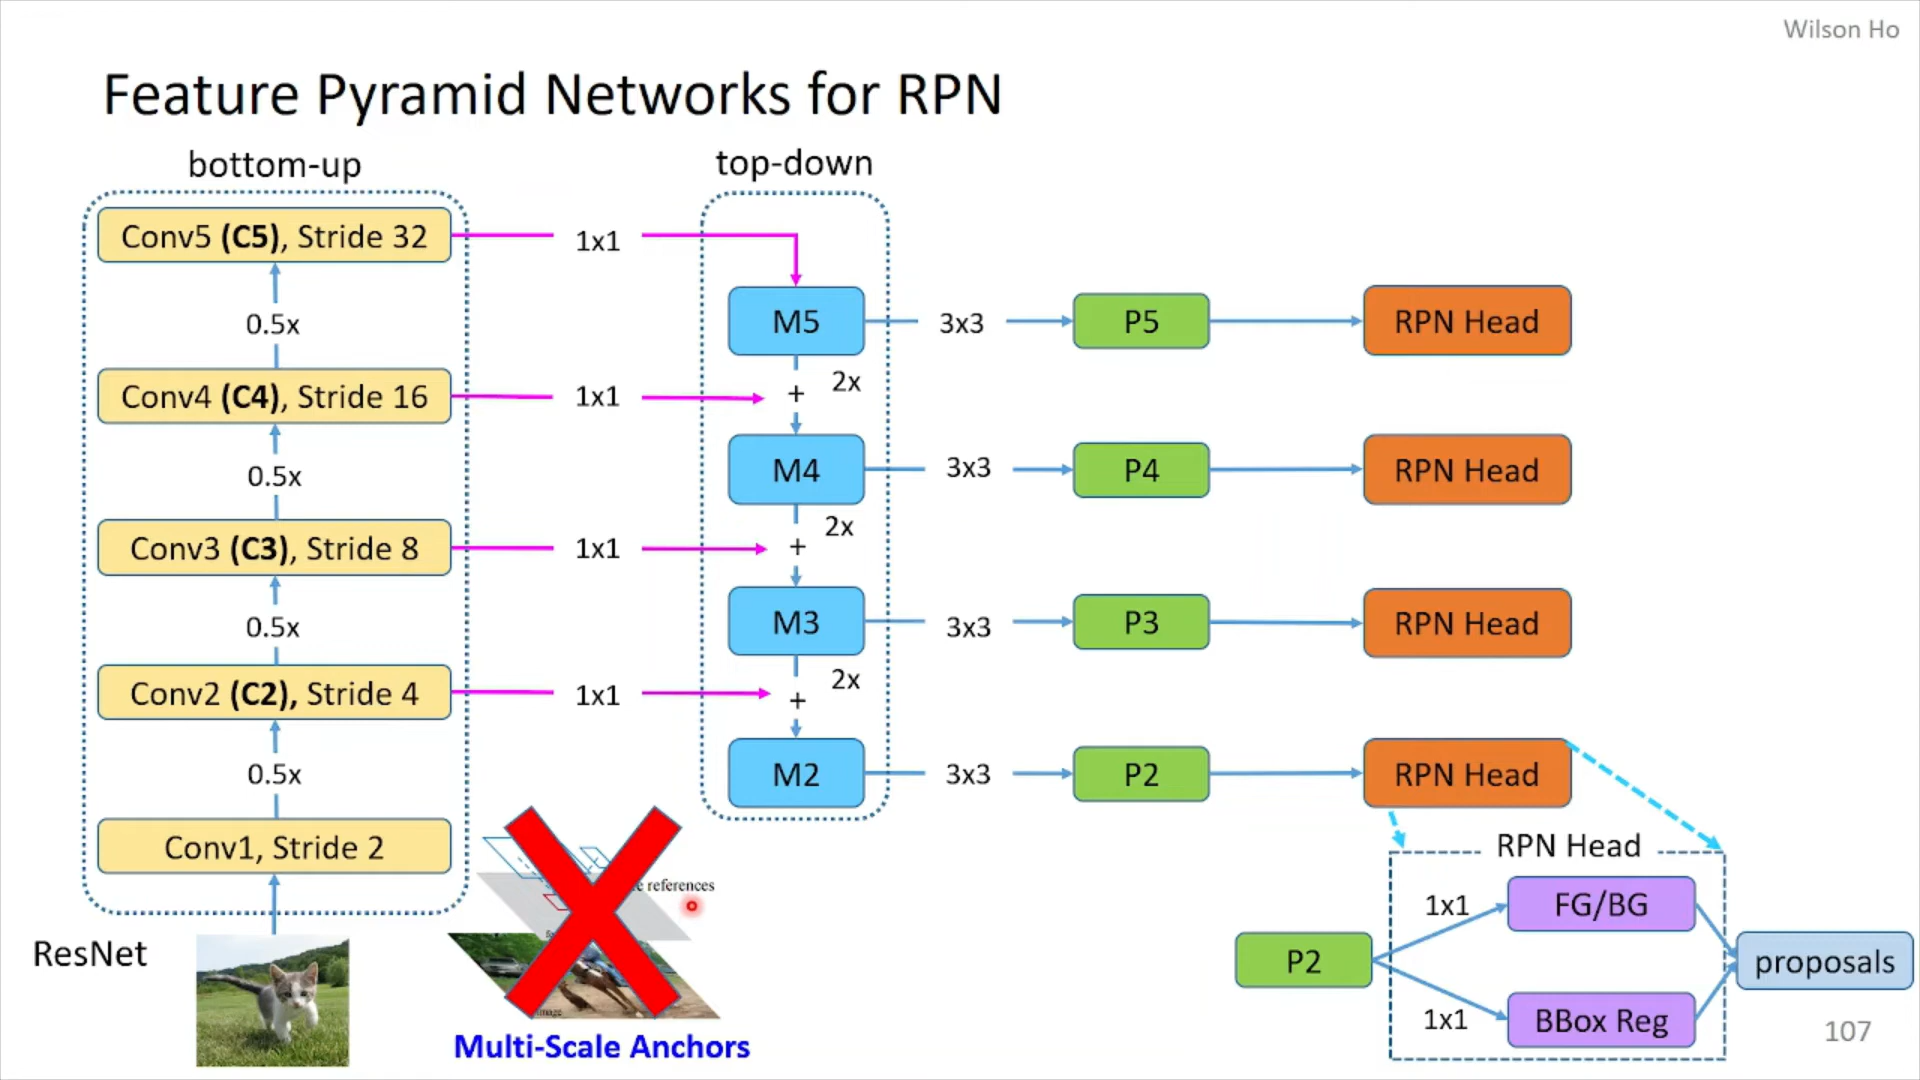 Wilson Ho
Feature Pyramid Networks for RPN
bottom-up
top-down
Conv5 (C5), Stride 32
1x1
0.5x
M5
3x3
P5
RPN Head
2x
Conv4 (C4), Stride 16
1x1
+
0.5x
M4
3x3
P4
RPN Head
2x
Conv3 (C3), Stride 8
1x1
+
0.5x
M3
3x3
P3
RPN Head
2x
Conv2 (C2), Stride 4
1x1
+
0.5x
M2
3x3
P2
RPN Head
Conv1, Stride 2
references
ResNet
image
Multi-Scale Anchors
RPN Head
1x1
FG/BG
P2
proposals
1x1
BBox Reg
107